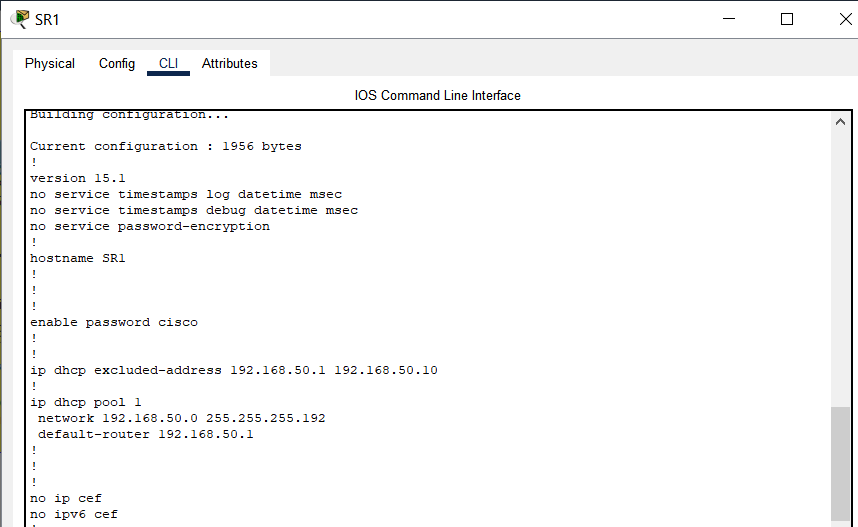 SR1
Physical Config CLI Attributes
IOS Command Line Interface
Building configuration...
Current configuration : 1956 bytes
!
version 15.1
no service timestamps log datetime msec
no service timestamps debug datetime msec
no service password-encryption
!
hostname SR1
!
!
!
enable password cisco
!
!
ip dhcp excluded-address 192.168.50.1 192.168.50.10
!
ip dhcp pool 1
 network 192.168.50.0 255.255.255.192
 default-router 192.168.50.1
!
!
!
no ip cef
no ipv6 cef
!